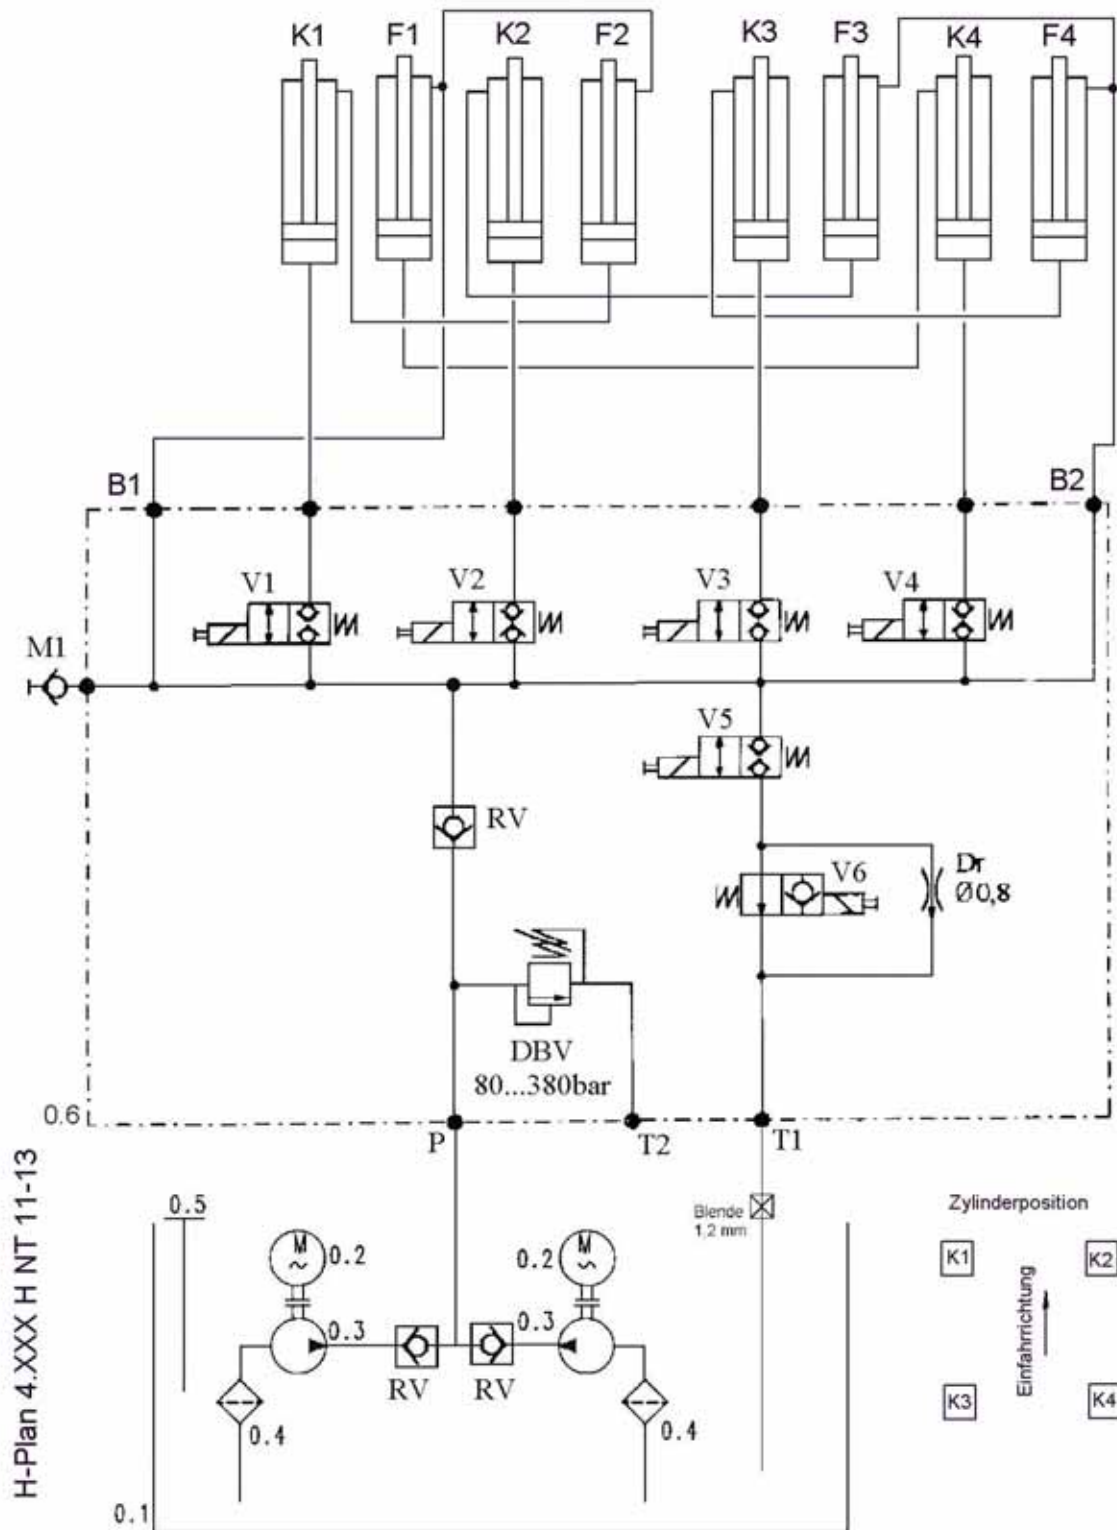 K1
F1
K2
F2
K3
F3
K4
F4
B1
B2
V1
V2
V3
V4
M1
V5
RV
V6
Dr
Ø0,8
DBV
80...380bar
0.6
P
T2
T1
H-Plan 4.XXX H NT 11-13
0.5
M
~
0.2
0.2
M
~
Blende
1,2 mm
Zylinderposition
K1
K2
0.3
0.3
Einfahrrichtung
RV
RV
K3
K4
0.4
0.4
0.1